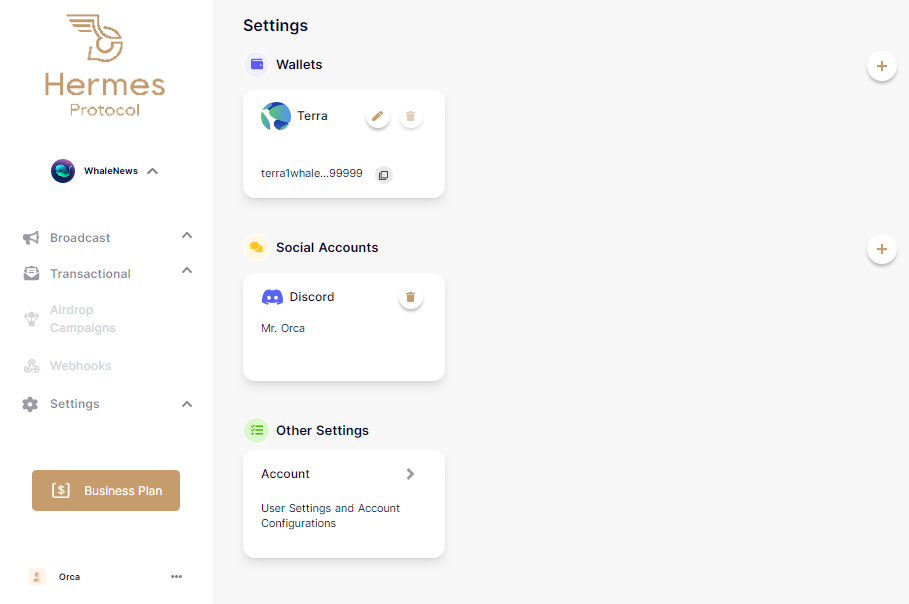 Hermes
Protocol
WhaleNews
Broadcast
Transactional
Airdrop
Campaigns
Webhooks
Settings
Business Plan
Orca
Settings
Wallets
Terra
terra1whale...99999
Social Accounts
Discord
Mr. Orca
Other Settings
Account
User Settings and Account
Configurations